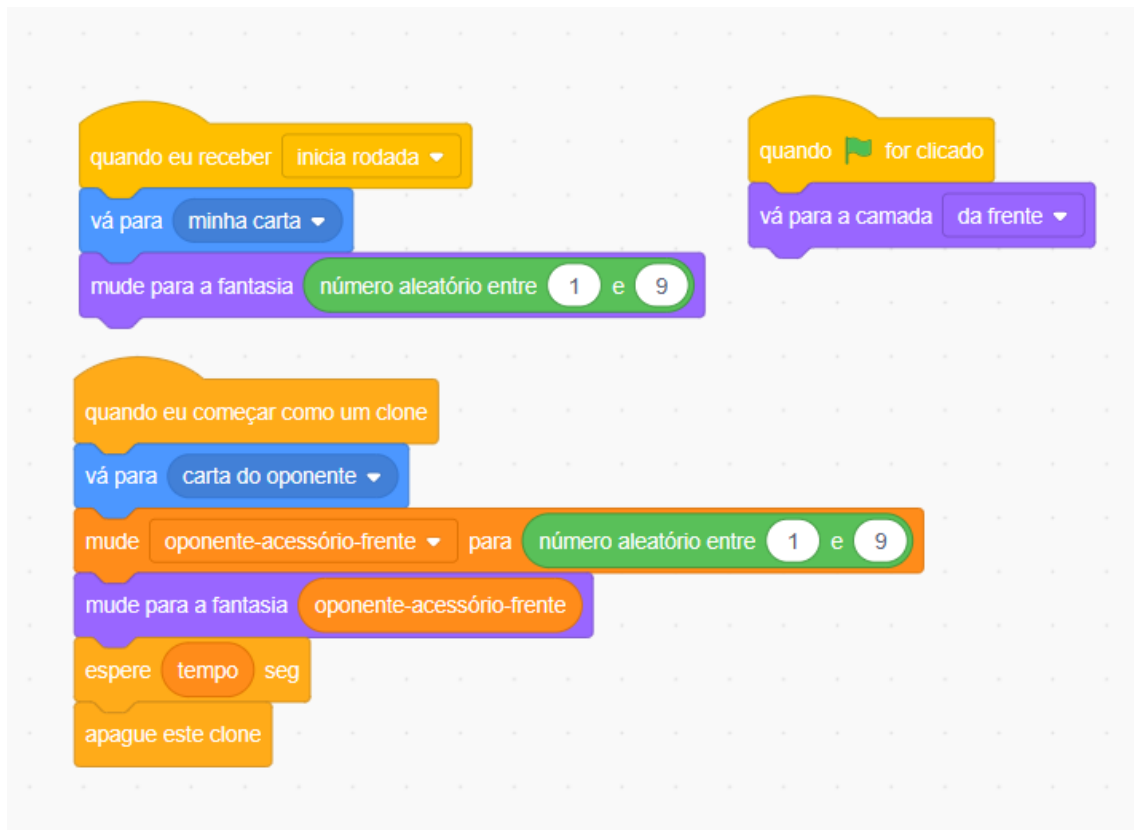 quando eu receber inicia rodada
vá para minha carta
mude para a fantasia número aleatório entre 1 e 9
quando for clicado
vá para a camada da frente
quando eu começar como um clone
vá para carta do oponente
mude oponente-acessório-frente para número aleatório entre 1 e 9
mude para a fantasia oponente-acessório-frente
espere tempo seg
apague este clone